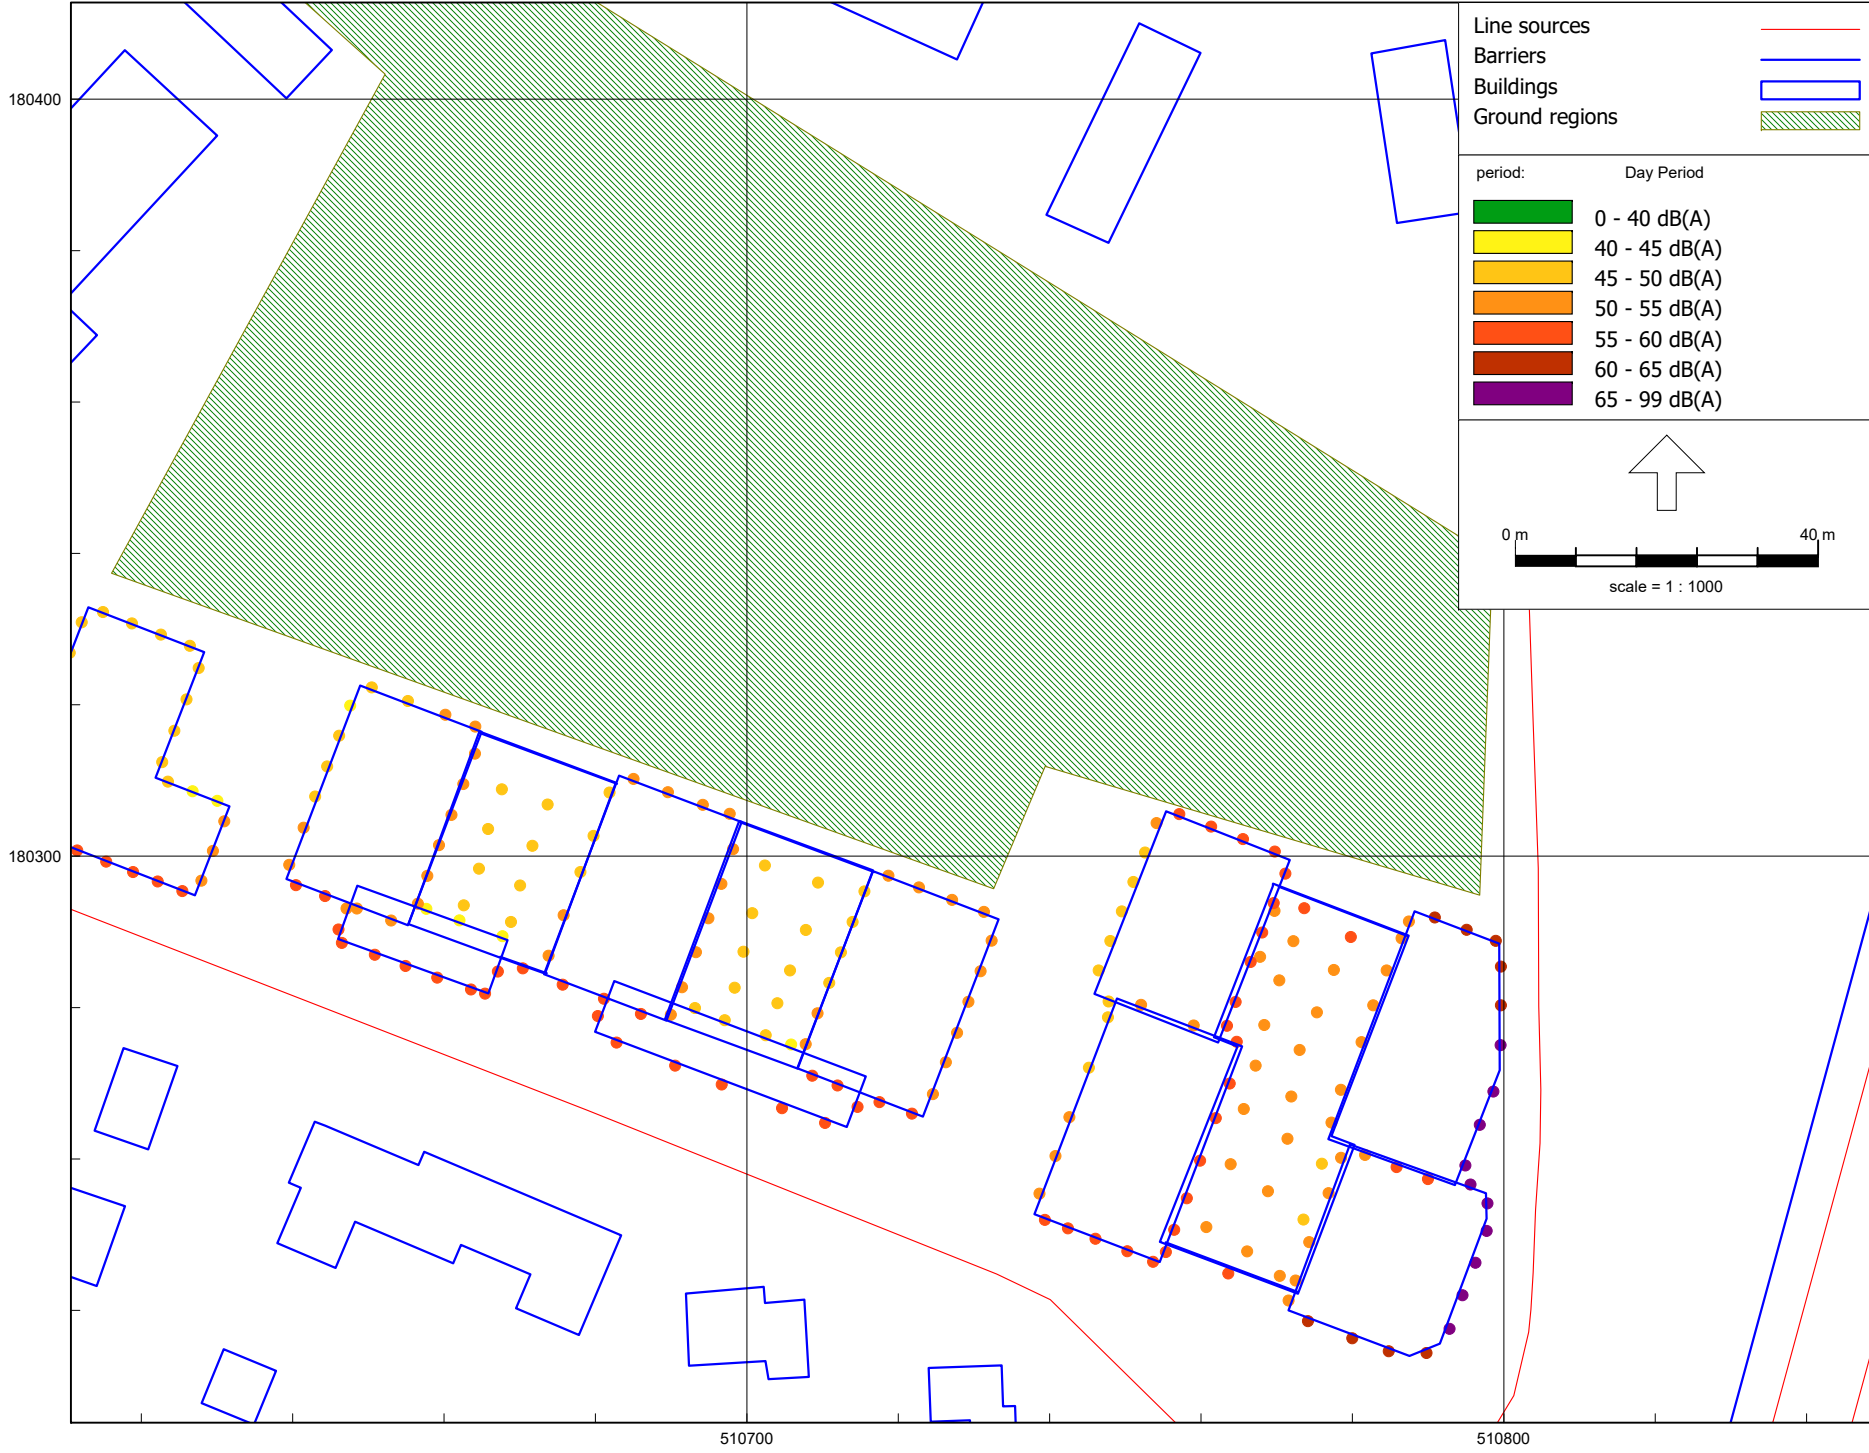 Line sources
Barriers
Buildings
Ground regions
period: Day Period
0 - 40 dB(A)
40 - 45 dB(A)
45 - 50 dB(A)
50 - 55 dB(A)
55 - 60 dB(A)
60 - 65 dB(A)
65 - 99 dB(A)
0 m 40 m
scale = 1 : 1000
180400
180300
510700 510800